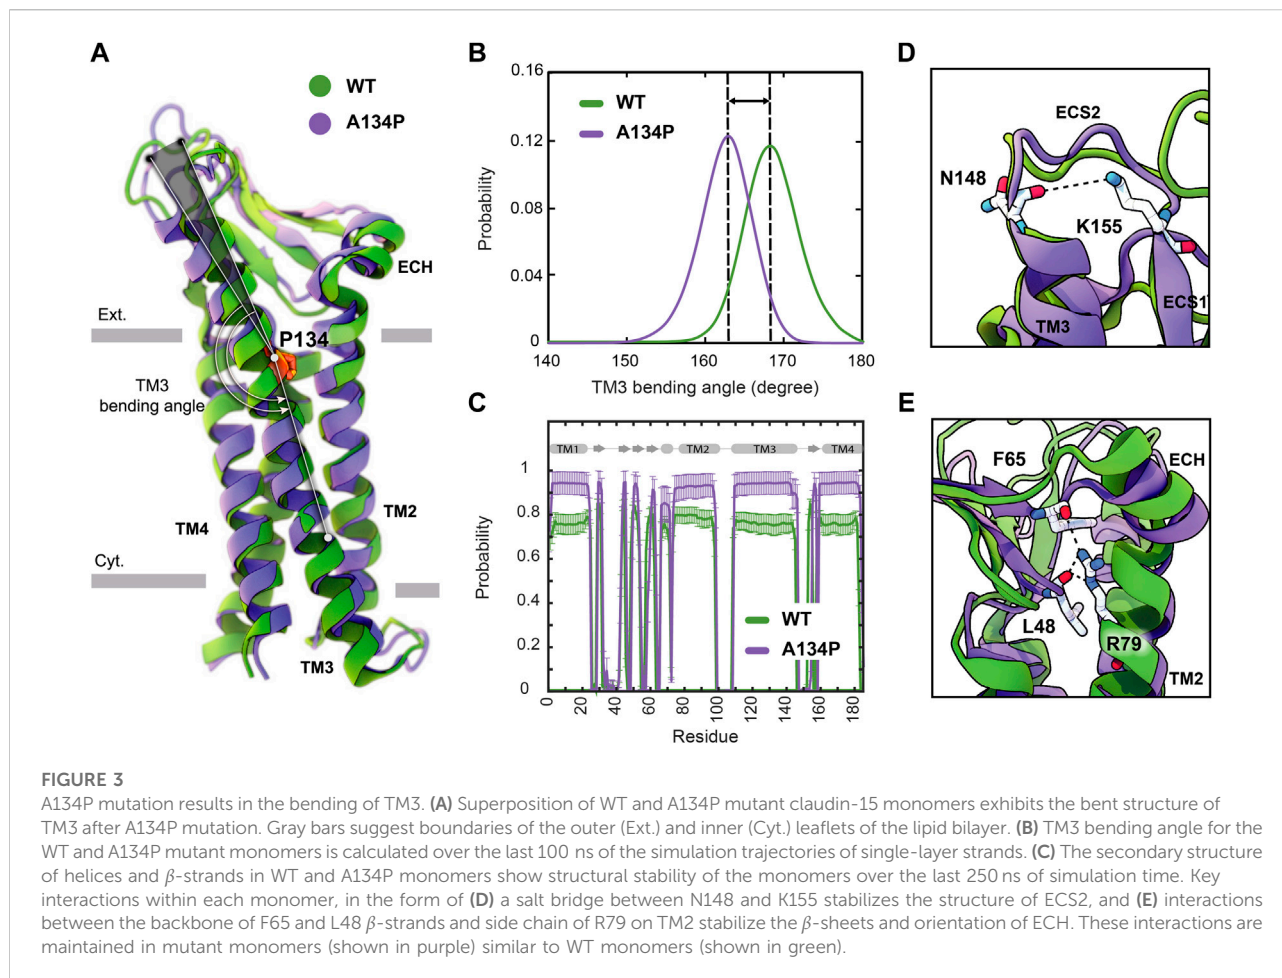 A
WT
A134P
ECH
Ext.
P134
TM3
bending angle
TM4
TM2
Cyt.
TM3
B
0.16
0.12
0.08
0.04
0
Probability
WT
A134P
140
150
160
170
180
TM3 bending angle (degree)
C
TM1
TM2
TM3
TM4
1
0.8
0.6
0.4
0.2
0
Probability
WT
A134P
0
20
40
60
80
100
120
140
160
180
Residue
D
ECS2
N148
K155
ECS1
TM3
E
F65
ECH
L48
R79
TM2
FIGURE 3
A134P mutation results in the bending of TM3. (A) Superposition of WT and A134P mutant claudin-15 monomers exhibits the bent structure of
TM3 after A134P mutation. Gray bars suggest boundaries of the outer (Ext.) and inner (Cyt.) leaflets of the lipid bilayer. (B) TM3 bending angle for the
WT and A134P mutant monomers is calculated over the last 100 ns of the simulation trajectories of single-layer strands. (C) The secondary structure
of helices and β-strands in WT and A134P monomers show structural stability of the monomers over the last 250 ns of simulation time. Key
interactions within each monomer, in the form of (D) a salt bridge between N148 and K155 stabilizes the structure of ECS2, and (E) interactions
between the backbone of F65 and L48 β-strands and side chain of R79 on TM2 stabilize the β-sheets and orientation of ECH. These interactions are
maintained in mutant monomers (shown in purple) similar to WT monomers (shown in green).